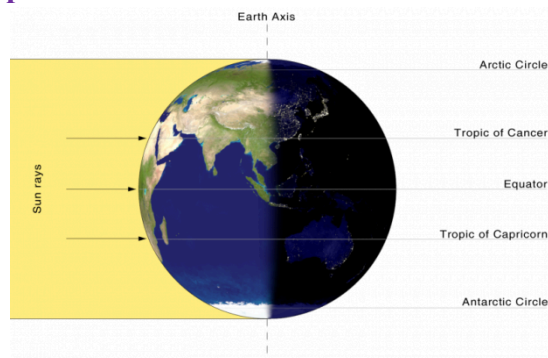 Earth Axis
Arctic Circle
Tropic of Cancer
Sun rays
Equator
Tropic of Capricorn
Antarctic Circle